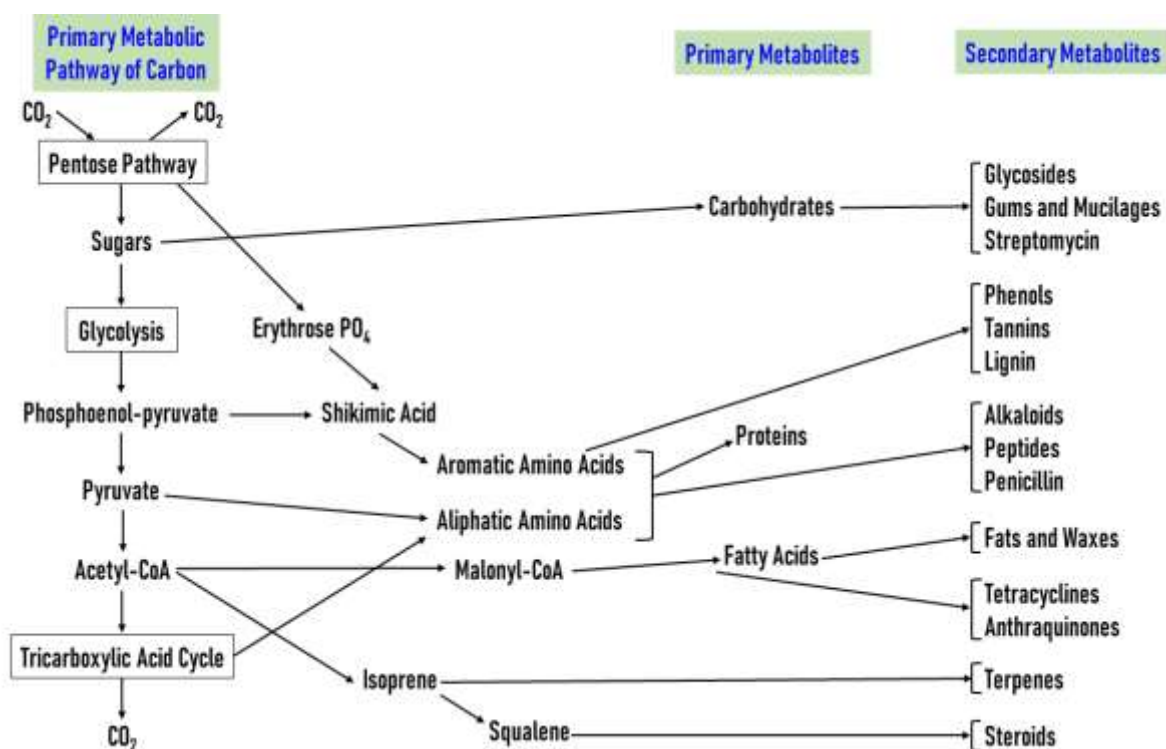 Primary Metabolic
Pathway of Carbon
Primary Metabolites
Secondary Metabolites
CO₂
CO₂
Pentose Pathway
Glycosides
Carbohydrates
Gums and Mucilages
Sugars
Streptomycin
Phenols
Glycolysis
Erythrose PO₄
Tannins
Lignin
Phosphoenol-pyruvate
Shikimic Acid
Alkaloids
Proteins
Peptides
Aromatic Amino Acids
Penicillin
Pyruvate
Aliphatic Amino Acids
Fats and Waxes
Acetyl-CoA
Malonyl-CoA
Fatty Acids
Tetracyclines
Anthraquinones
Tricarboxylic Acid Cycle
Isoprene
Terpenes
Squalene
Steroids
CO₂